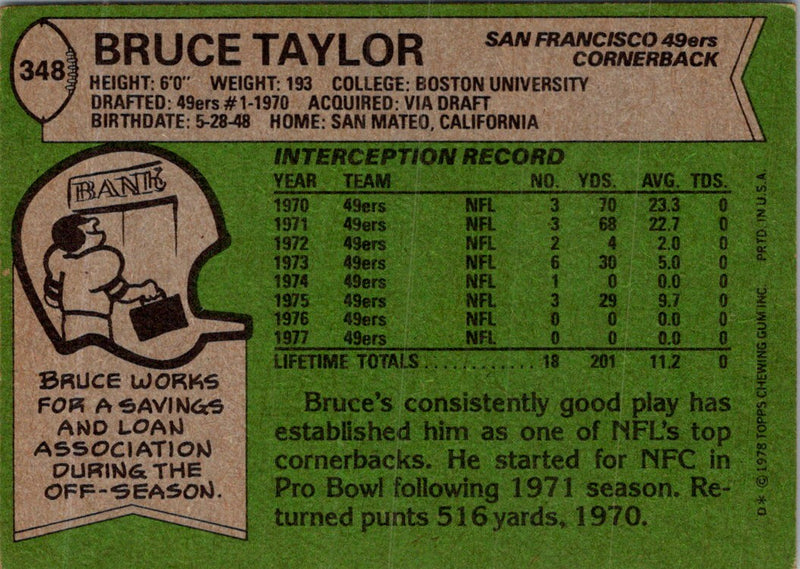 348
BRUCE TAYLOR
SAN FRANCISCO 49ers
CORNERBACK
HEIGHT: 6'0" WEIGHT: 193 COLLEGE: BOSTON UNIVERSITY
DRAFTED: 49ers #1-1970 ACQUIRED: VIA DRAFT
BIRTHDATE: 5-28-48 HOME: SAN MATEO, CALIFORNIA
BANK
BRUCE WORKS
FOR A SAVINGS
AND LOAN
ASSOCIATION
DURING THE
OFF-SEASON.
INTERCEPTION RECORD
YEAR TEAM NO. YDS. AVG. TDS.
1970 49ers NFL 3 70 23.3 0
1971 49ers NFL 3 68 22.7 0
1972 49ers NFL 2 4 2.0 0
1973 49ers NFL 6 30 5.0 0
1974 49ers NFL 1 0 0.0 0
1975 49ers NFL 3 29 9.7 0
1976 49ers NFL 0 0 0.0 0
1977 49ers NFL 0 0 0.0 0
LIFETIME TOTALS............ 18 201 11.2 0
Bruce's consistently good play has
established him as one of NFL's top
cornerbacks. He started for NFC in
Pro Bowl following 1971 season. Re-
turned punts 516 yards, 1970.
D* © 1978 TOPPS CHEWING GUM INC. PRTD. IN U.S.A.